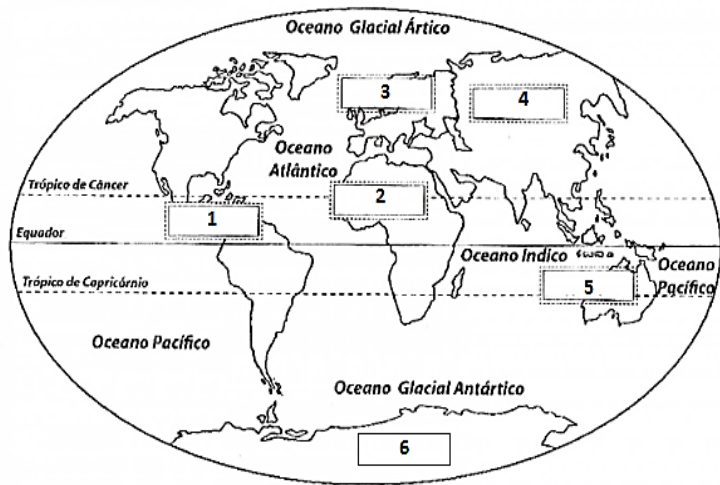 Oceano Glacial Ártico
3
4
Oceano
Atlântico
Trópico de Câncer
2
1
Equador
Oceano Índico
Oceano
Pacífico
5
Trópico de Capricórnio
Oceano Pacífico
Oceano Glacial Antártico
6